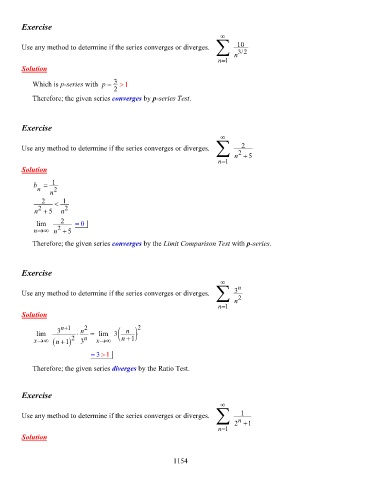 Exercise
Use any method to determine if the series converges or diverges. \sum_{n=1}^{\infty} \frac{10}{n^{3/2}}
Solution
Which is p-series with p = \frac{3}{2} > 1
Therefore; the given series converges by p-series Test.
Exercise
Use any method to determine if the series converges or diverges. \sum_{n=1}^{\infty} \frac{2}{n^2+5}
Solution
b_n = \frac{1}{n^2}
\frac{2}{n^2+5} < \frac{1}{n^2}
\lim_{n\to\infty} \frac{2}{n^2+5} = 0
Therefore; the given series converges by the Limit Comparison Test with p-series.
Exercise
Use any method to determine if the series converges or diverges. \sum_{n=1}^{\infty} \frac{3^n}{n^2}
Solution
\lim_{x\to\infty} \frac{3^{n+1}}{(n+1)^2} \frac{n^2}{3^n} = \lim_{x\to\infty} 3\left(\frac{n}{n+1}\right)^2
= 3 > 1
Therefore; the given series diverges by the Ratio Test.
Exercise
Use any method to determine if the series converges or diverges. \sum_{n=1}^{\infty} \frac{1}{2^n+1}
Solution
1154